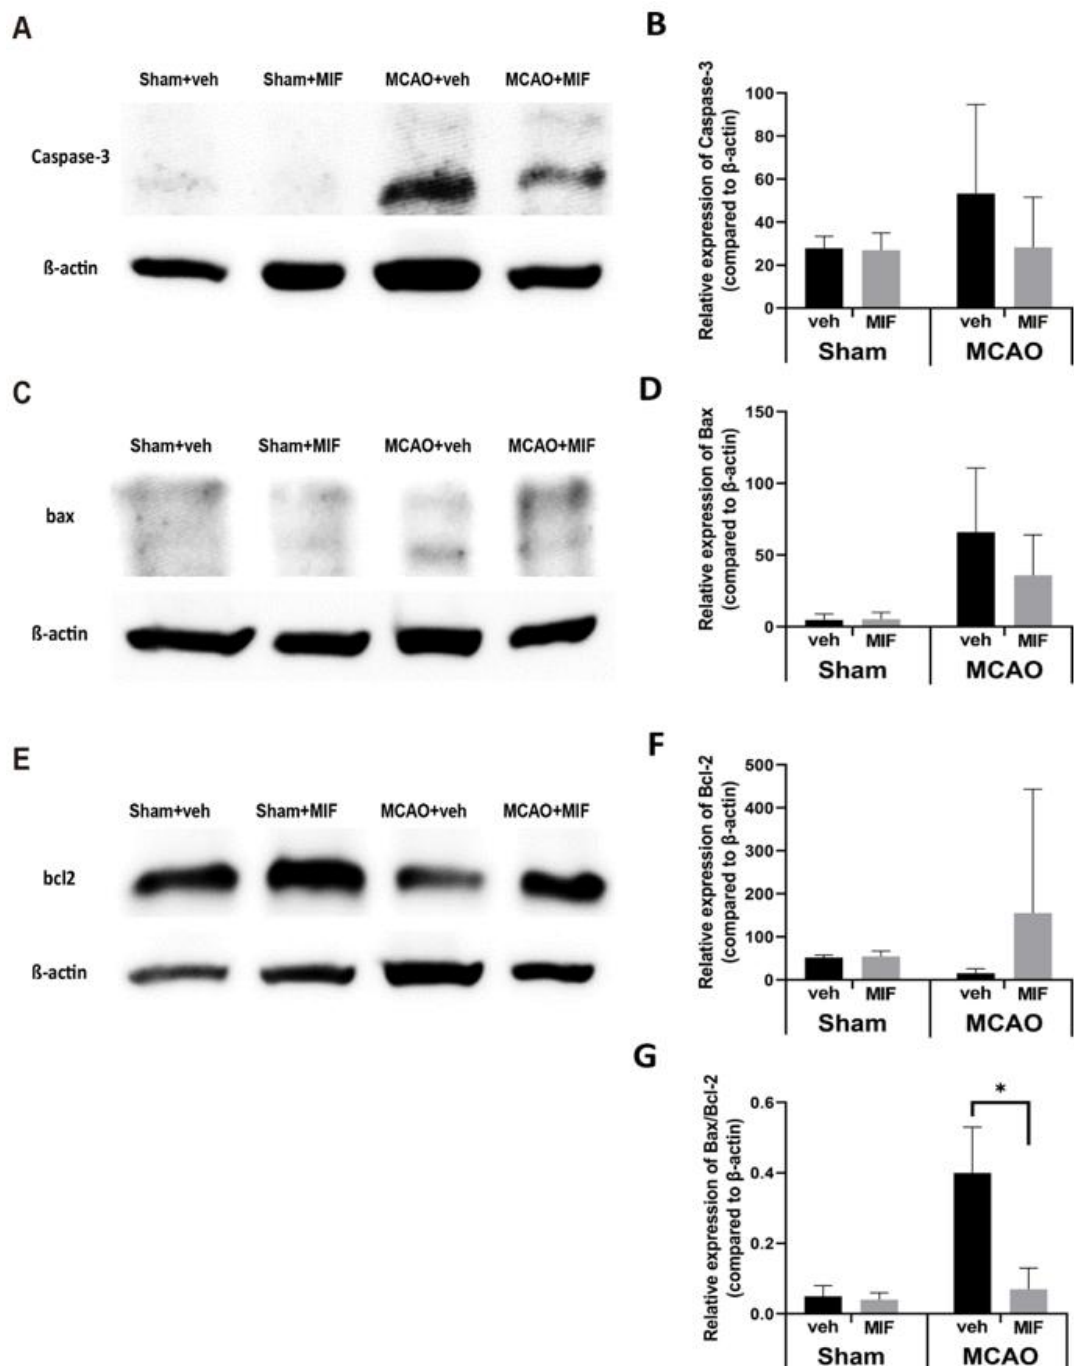 A
Sham+veh Sham+MIF MCAO+veh MCAO+MIF
Caspase-3
ß-actin
B
Relative expression of Caspase-3
(compared to β-actin)
100
80
60
40
20
0
veh MIF veh MIF
Sham MCAO
C
Sham+veh Sham+MIF MCAO+veh MCAO+MIF
bax
ß-actin
D
Relative expression of Bax
(compared to β-actin)
150
100
50
0
veh MIF veh MIF
Sham MCAO
E
Sham+veh Sham+MIF MCAO+veh MCAO+MIF
bcl2
ß-actin
F
Relative expression of Bcl-2
(compared to β-actin)
500
400
300
200
100
0
veh MIF veh MIF
Sham MCAO
G
Relative expression of Bax/Bcl-2
(compared to β-actin)
0.6
0.4
0.2
0.0
*
veh MIF veh MIF
Sham MCAO